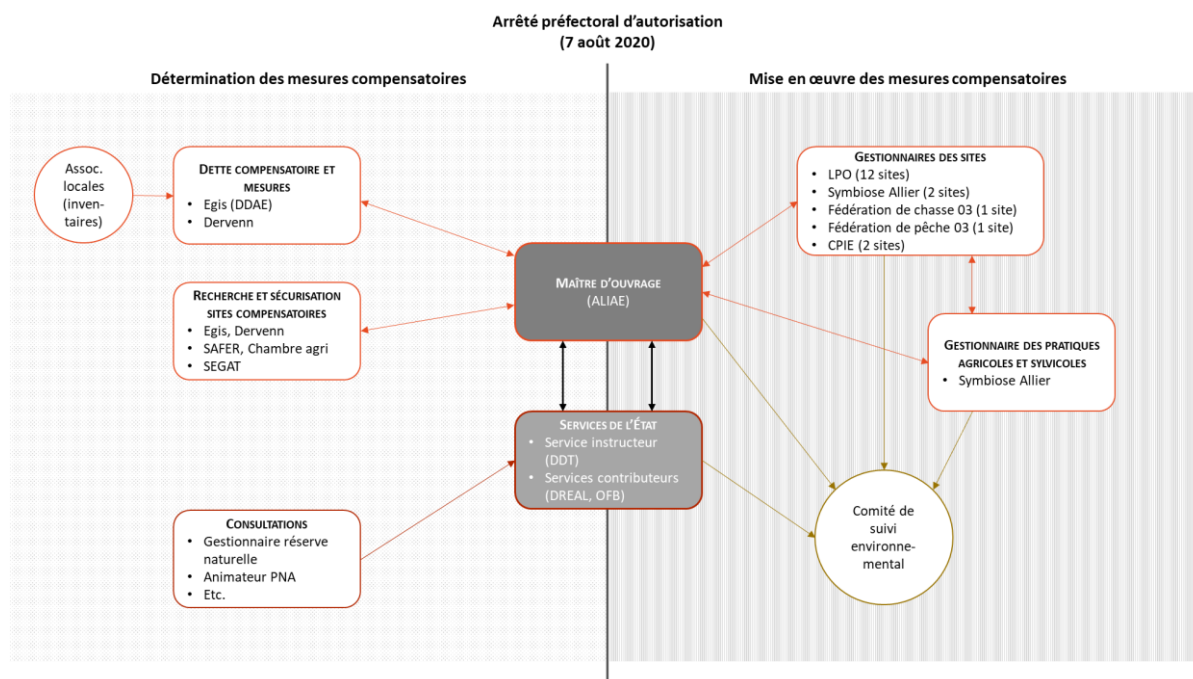 Arrêté préfectoral d'autorisation
(7 août 2020)
Détermination des mesures compensatoires
Mise en œuvre des mesures compensatoires
Assoc.
locales
(inven-
taires)
DETTE COMPENSATOIRE ET
MESURES
• Egis (DDAE)
• Dervenn
RECHERCHE ET SÉCURISATION
SITES COMPENSATOIRES
• Egis, Dervenn
• SAFER, Chambre agri
• SEGAT
CONSULTATIONS
• Gestionnaire réserve
naturelle
• Animateur PNA
• Etc.
MAÎTRE D'OUVRAGE
(ALIAE)
SERVICES DE L'ÉTAT
• Service instructeur
(DDT)
• Services contributeurs
(DREAL, OFB)
GESTIONNAIRES DES SITES
• LPO (12 sites)
• Symbiose Allier (2 sites)
• Fédération de chasse 03 (1 site)
• Fédération de pêche 03 (1 site)
• CPIE (2 sites)
GESTIONNAIRE DES PRATIQUES
AGRICOLES ET SYLVICOLES
• Symbiose Allier
Comité de
suivi
environne-
mental